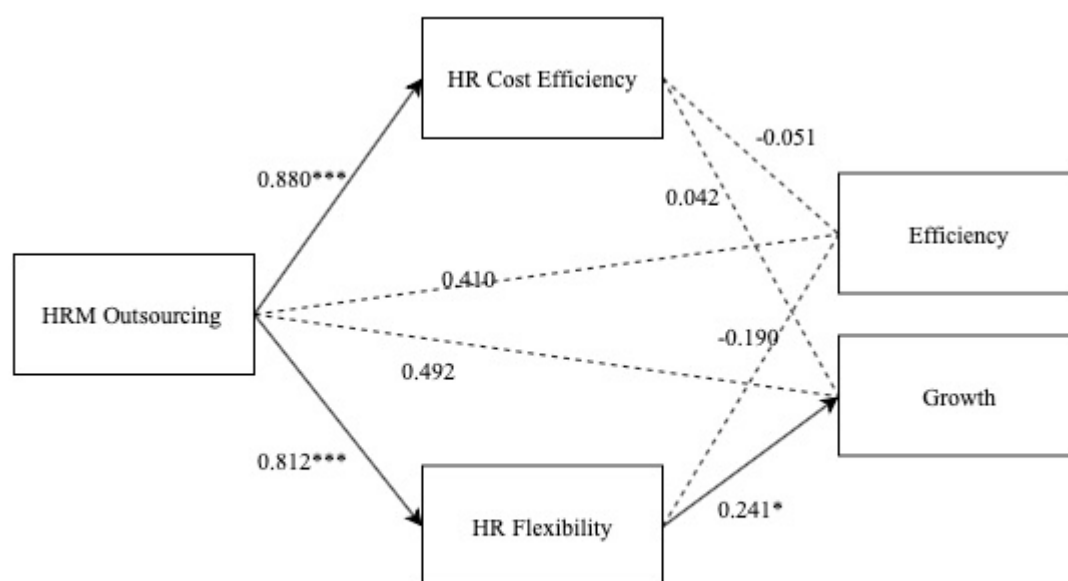 HR Cost Efficiency
-0.051
0.880***
0.042
Efficiency
0.410
HRM Outsourcing
-0.190
0.492
Growth
0.812***
0.241*
HR Flexibility